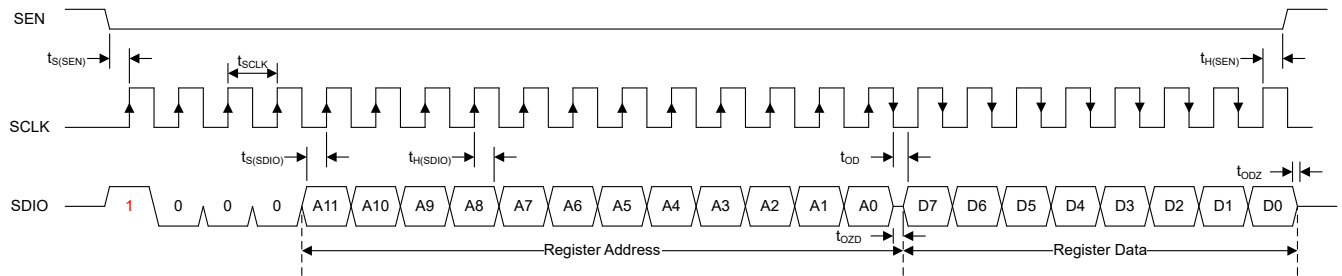 SEN
tS(SEN)
tSCLK
tH(SEN)
SCLK
tS(SDIO)
tH(SDIO)
tOD
tODZ
SDIO
1 0 0 0 A11 A10 A9 A8 A7 A6 A5 A4 A3 A2 A1 A0 D7 D6 D5 D4 D3 D2 D1 D0
tOZD
Register Address
Register Data